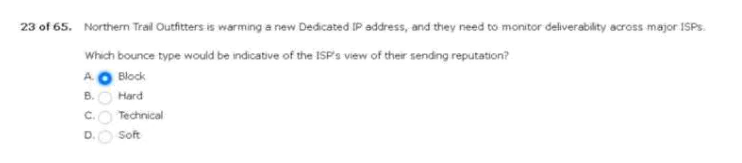 23 of 65. Northern Trail Outfitters is warming a new Dedicated IP address, and they need to monitor deliverability across major ISPs.
Which bounce type would be indicative of the ISP's view of their sending reputation?
A. Block
B. Hard
C. Technical
D. Soft